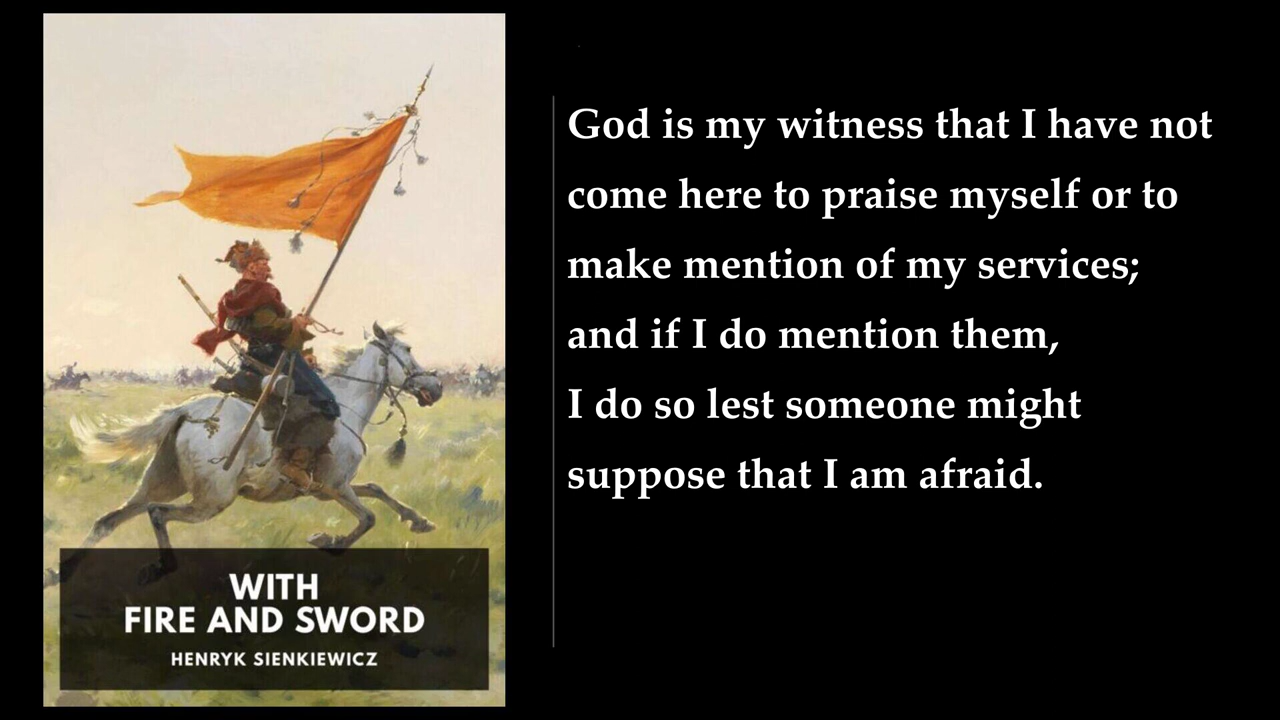 WITH
FIRE AND SWORD
HENRYK SIENKIEWICZ
God is my witness that I have not
come here to praise myself or to
make mention of my services;
and if I do mention them,
I do so lest someone might
suppose that I am afraid.